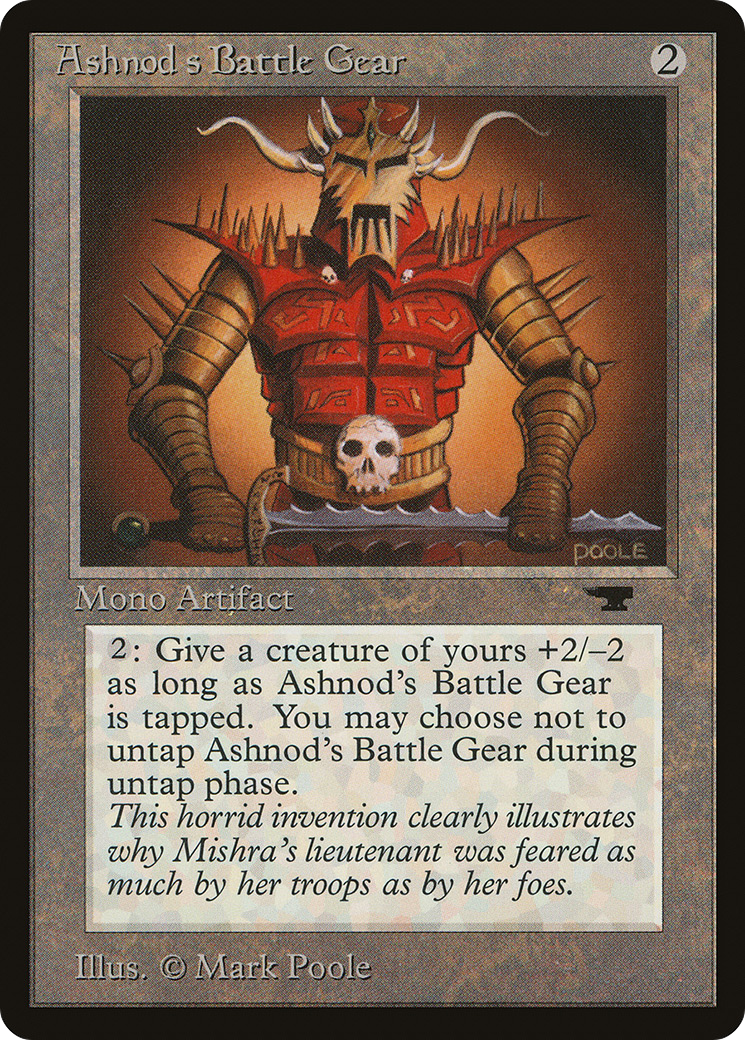 Ashnod s Battle Gear
2
POOLE
Mono Artifact
2: Give a creature of yours +2/–2
as long as Ashnod's Battle Gear
is tapped. You may choose not to
untap Ashnod's Battle Gear during
untap phase.
This horrid invention clearly illustrates
why Mishra's lieutenant was feared as
much by her troops as by her foes.
Illus. © Mark Poole